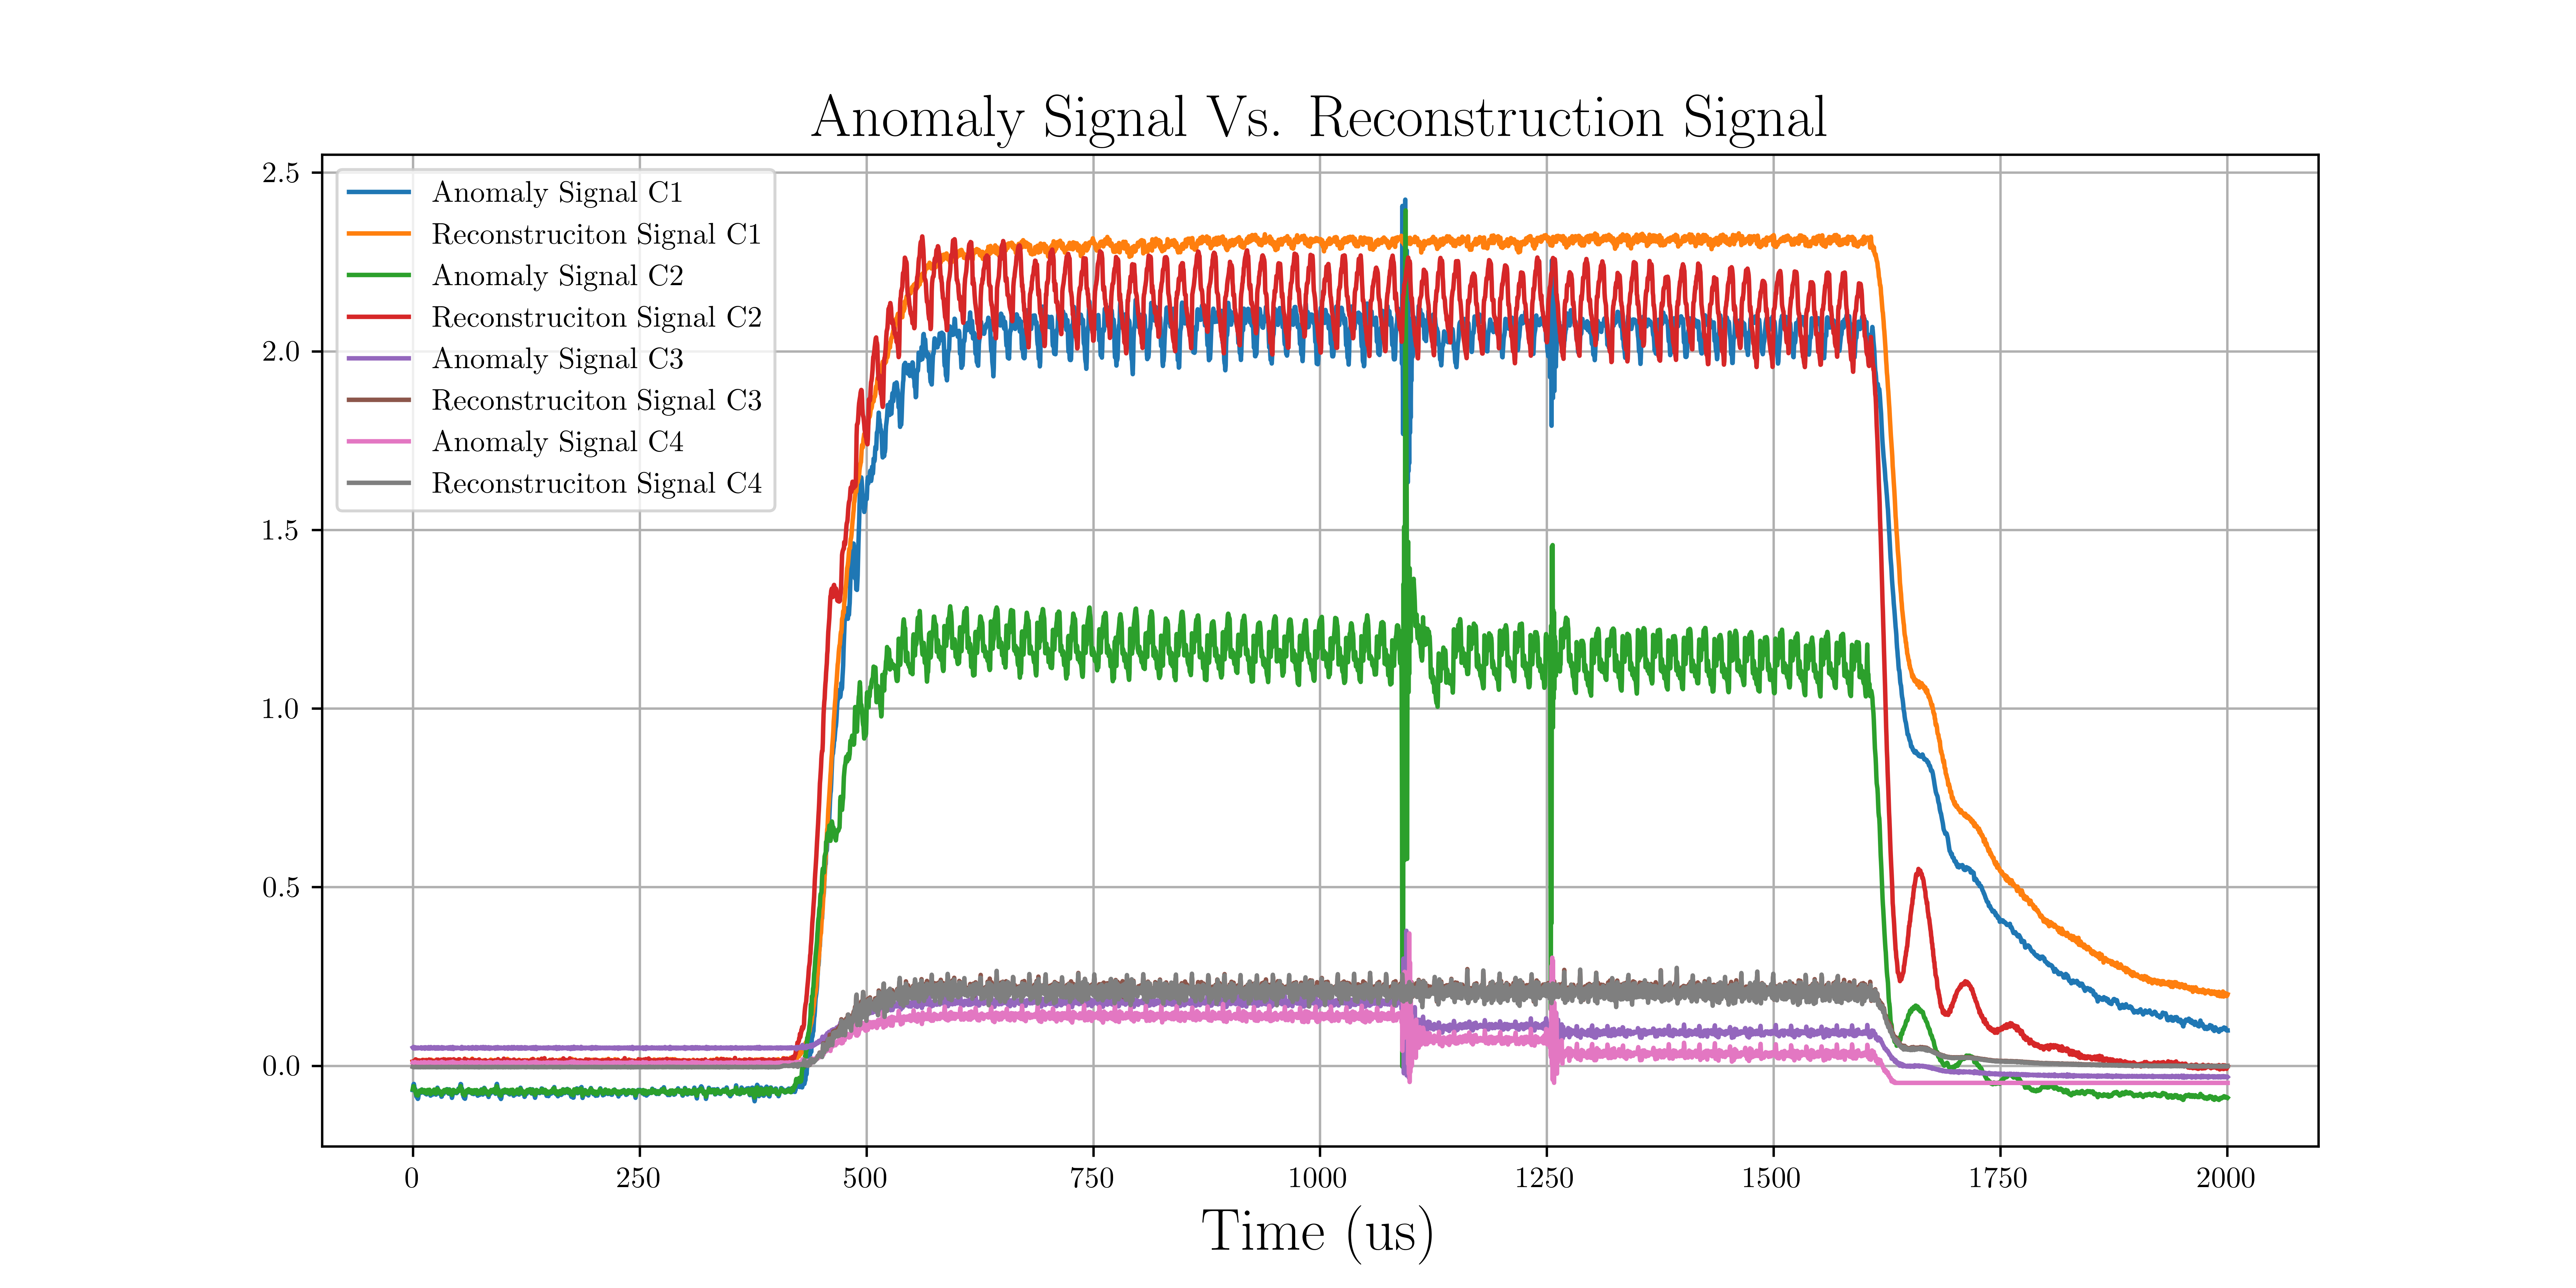 Anomaly Signal Vs. Reconstruction Signal
2.5
2.0
1.5
1.0
0.5
0.0
Anomaly Signal C1
Reconstruciton Signal C1
Anomaly Signal C2
Reconstruciton Signal C2
Anomaly Signal C3
Reconstruciton Signal C3
Anomaly Signal C4
Reconstruciton Signal C4
0 250 500 750 1000 1250 1500 1750 2000
Time (us)